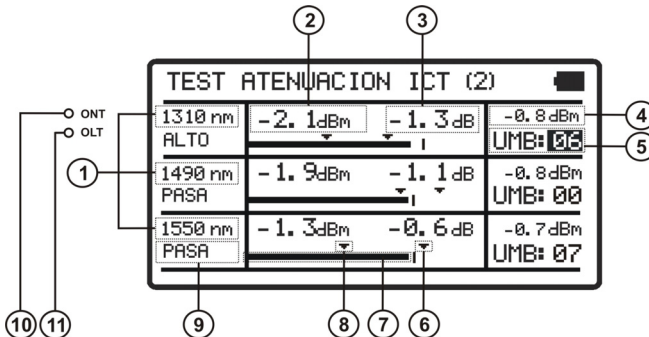 2 3
TEST ATENUACION ICT (2)
10 ONT 1310 nm -2.1dBm -1.3dB -0.8dBm 4
11 OLT ALTO UMB:06 5
1 1490 nm -1.9dBm -1.1dB -0.8dBm
PASA UMB:00
1550 nm -1.3dBm -0.6dB -0.7dBm
PASA UMB:07
10 11 9 8 7 6